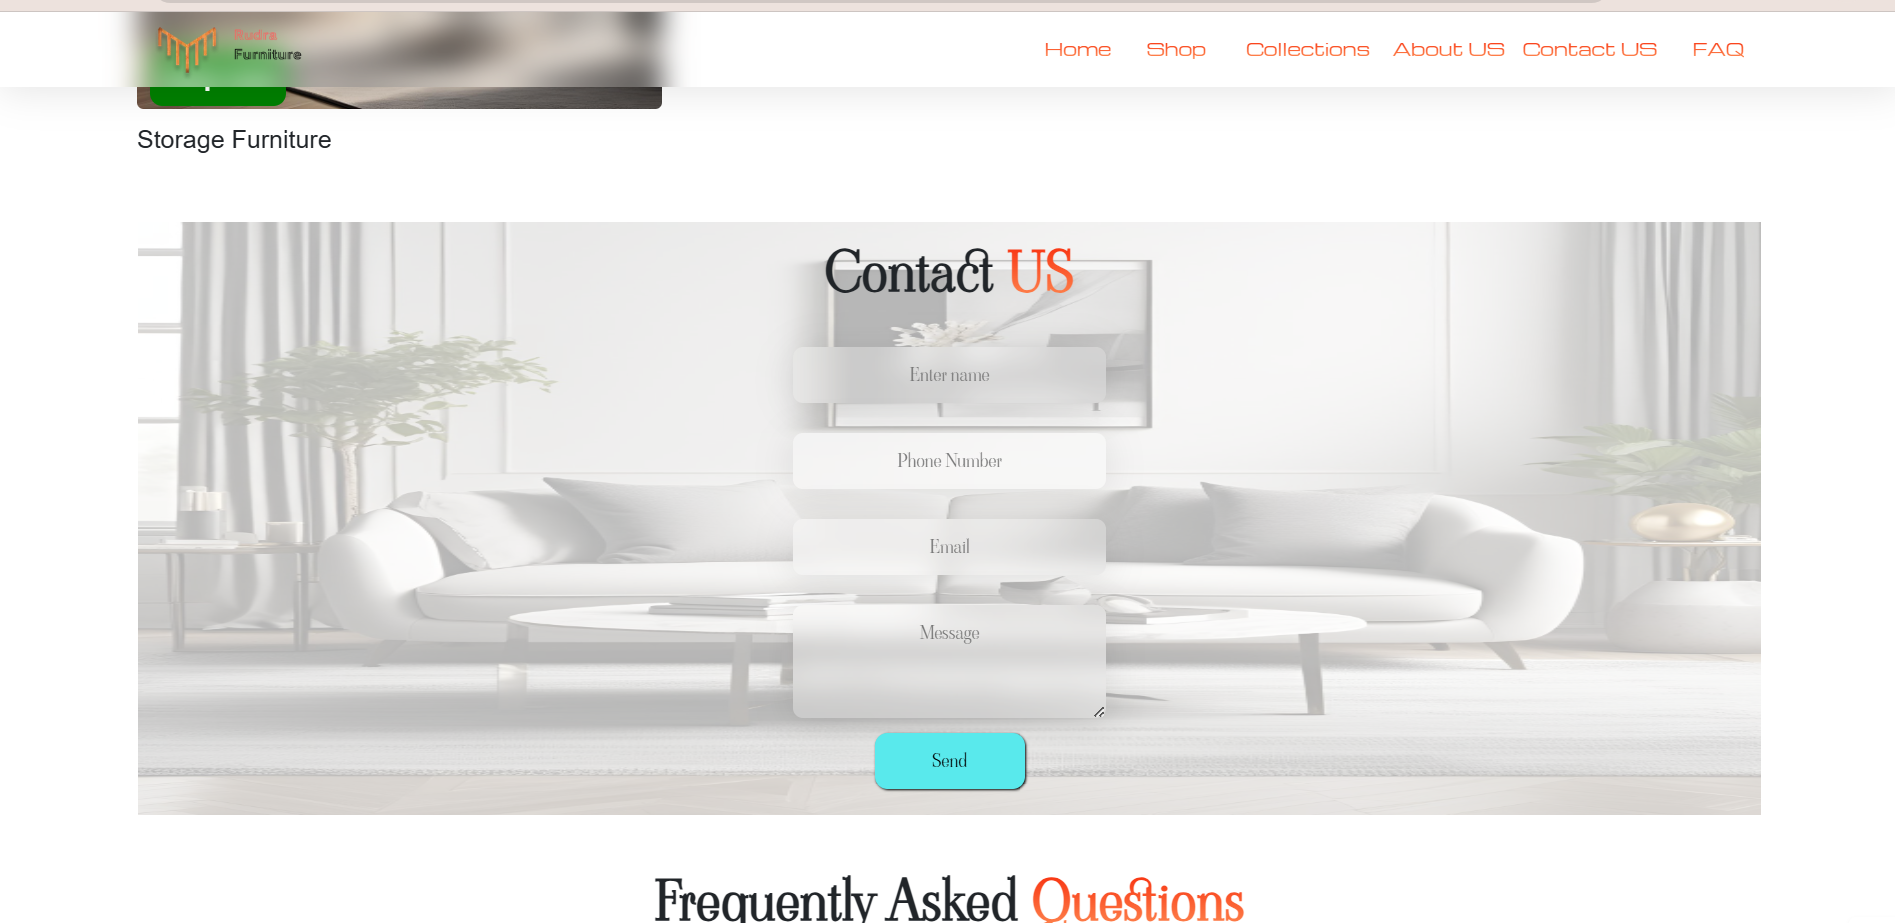 Rudra
Furniture
Home Shop Collections About US Contact US FAQ
Storage Furniture
Contact US
Enter name
Phone Number
Email
Message
Send
Frequently Asked Questions